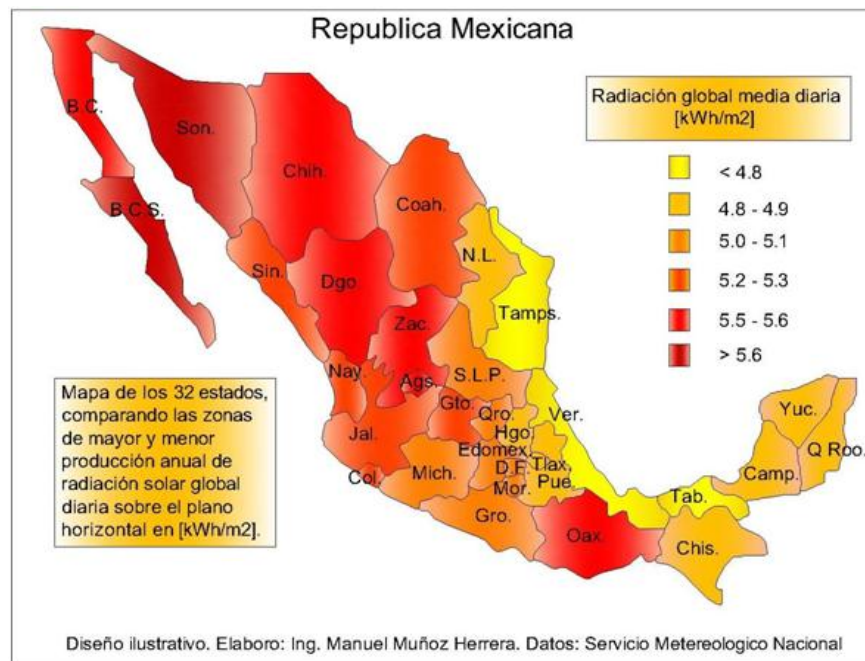 Republica Mexicana
Radiación global media diaria
[kWh/m2]
< 4.8
4.8 - 4.9
5.0 - 5.1
5.2 - 5.3
5.5 - 5.6
> 5.6
B.C.
Son.
Chih.
Coah.
B.C.S.
N.L.
Sin.
Dgo.
Tamps.
Zac.
Nay.
Ags.
S.L.P.
Gto.
Qro.
Ver.
Hgo.
Jal.
Edomex.
Yuc.
Q Roo.
Col.
Mich.
D.F.
Tlax.
Camp.
Mor.
Pue.
Tab.
Gro.
Oax.
Chis.
Mapa de los 32 estados,
comparando las zonas
de mayor y menor
producción anual de
radiación solar global
diaria sobre el plano
horizontal en [kWh/m2].
Diseño ilustrativo. Elaboro: Ing. Manuel Muñoz Herrera. Datos: Servicio Metereologico Nacional